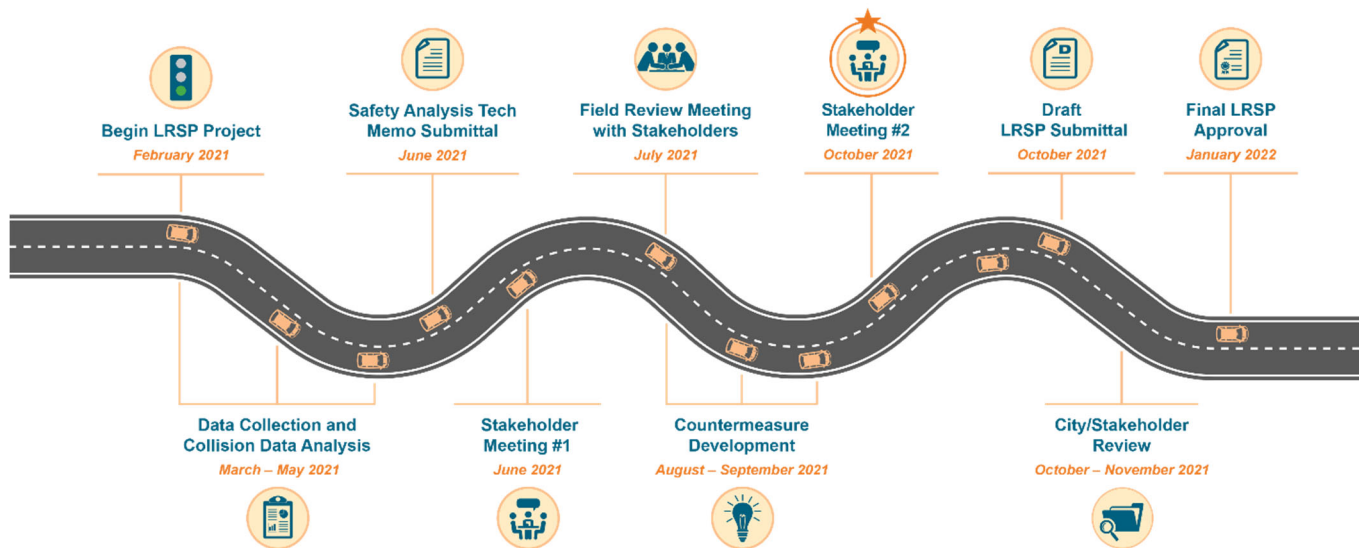 Begin LRSP Project
February 2021
Safety Analysis Tech
Memo Submittal
June 2021
Field Review Meeting
with Stakeholders
July 2021
Stakeholder
Meeting #2
October 2021
D
Draft
LRSP Submittal
October 2021
Final LRSP
Approval
January 2022
Data Collection and
Collision Data Analysis
March – May 2021
Stakeholder
Meeting #1
June 2021
Countermeasure
Development
August – September 2021
City/Stakeholder
Review
October – November 2021